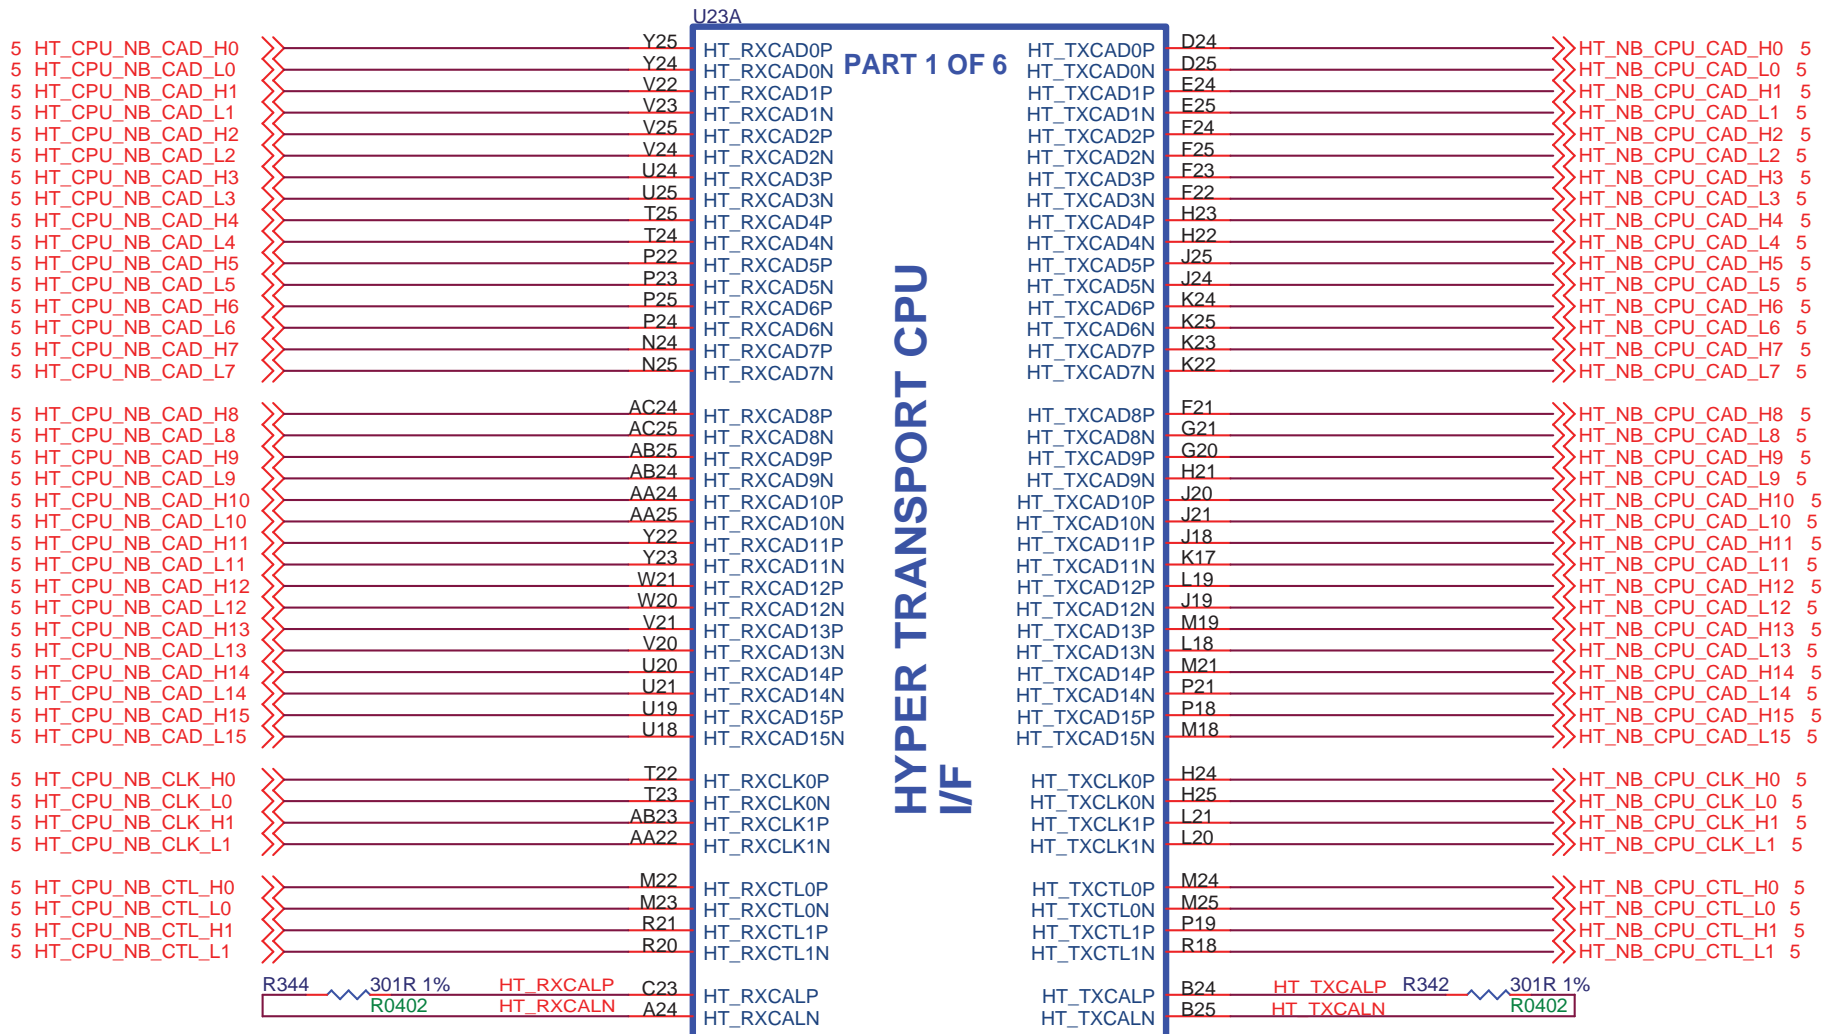 U23A
PART 1 OF 6
HYPER TRANSPORT CPU
I/F
5 HT_CPU_NB_CAD_H0 Y25 HT_RXCAD0P HT_TXCAD0P D24 HT_NB_CPU_CAD_H0 5
5 HT_CPU_NB_CAD_L0 Y24 HT_RXCAD0N HT_TXCAD0N D25 HT_NB_CPU_CAD_L0 5
5 HT_CPU_NB_CAD_H1 V22 HT_RXCAD1P HT_TXCAD1P E24 HT_NB_CPU_CAD_H1 5
5 HT_CPU_NB_CAD_L1 V23 HT_RXCAD1N HT_TXCAD1N E25 HT_NB_CPU_CAD_L1 5
5 HT_CPU_NB_CAD_H2 V25 HT_RXCAD2P HT_TXCAD2P F24 HT_NB_CPU_CAD_H2 5
5 HT_CPU_NB_CAD_L2 V24 HT_RXCAD2N HT_TXCAD2N F25 HT_NB_CPU_CAD_L2 5
5 HT_CPU_NB_CAD_H3 U24 HT_RXCAD3P HT_TXCAD3P F23 HT_NB_CPU_CAD_H3 5
5 HT_CPU_NB_CAD_L3 U25 HT_RXCAD3N HT_TXCAD3N F22 HT_NB_CPU_CAD_L3 5
5 HT_CPU_NB_CAD_H4 T25 HT_RXCAD4P HT_TXCAD4P H23 HT_NB_CPU_CAD_H4 5
5 HT_CPU_NB_CAD_L4 T24 HT_RXCAD4N HT_TXCAD4N H22 HT_NB_CPU_CAD_L4 5
5 HT_CPU_NB_CAD_H5 P22 HT_RXCAD5P HT_TXCAD5P J25 HT_NB_CPU_CAD_H5 5
5 HT_CPU_NB_CAD_L5 P23 HT_RXCAD5N HT_TXCAD5N J24 HT_NB_CPU_CAD_L5 5
5 HT_CPU_NB_CAD_H6 P25 HT_RXCAD6P HT_TXCAD6P K24 HT_NB_CPU_CAD_H6 5
5 HT_CPU_NB_CAD_L6 P24 HT_RXCAD6N HT_TXCAD6N K25 HT_NB_CPU_CAD_L6 5
5 HT_CPU_NB_CAD_H7 N24 HT_RXCAD7P HT_TXCAD7P K23 HT_NB_CPU_CAD_H7 5
5 HT_CPU_NB_CAD_L7 N25 HT_RXCAD7N HT_TXCAD7N K22 HT_NB_CPU_CAD_L7 5
5 HT_CPU_NB_CAD_H8 AC24 HT_RXCAD8P HT_TXCAD8P F21 HT_NB_CPU_CAD_H8 5
5 HT_CPU_NB_CAD_L8 AC25 HT_RXCAD8N HT_TXCAD8N G21 HT_NB_CPU_CAD_L8 5
5 HT_CPU_NB_CAD_H9 AB25 HT_RXCAD9P HT_TXCAD9P G20 HT_NB_CPU_CAD_H9 5
5 HT_CPU_NB_CAD_L9 AB24 HT_RXCAD9N HT_TXCAD9N H21 HT_NB_CPU_CAD_L9 5
5 HT_CPU_NB_CAD_H10 AA24 HT_RXCAD10P HT_TXCAD10P J20 HT_NB_CPU_CAD_H10 5
5 HT_CPU_NB_CAD_L10 AA25 HT_RXCAD10N HT_TXCAD10N J21 HT_NB_CPU_CAD_L10 5
5 HT_CPU_NB_CAD_H11 Y22 HT_RXCAD11P HT_TXCAD11P J18 HT_NB_CPU_CAD_H11 5
5 HT_CPU_NB_CAD_L11 Y23 HT_RXCAD11N HT_TXCAD11N K17 HT_NB_CPU_CAD_L11 5
5 HT_CPU_NB_CAD_H12 W21 HT_RXCAD12P HT_TXCAD12P L19 HT_NB_CPU_CAD_H12 5
5 HT_CPU_NB_CAD_L12 W20 HT_RXCAD12N HT_TXCAD12N J19 HT_NB_CPU_CAD_L12 5
5 HT_CPU_NB_CAD_H13 V21 HT_RXCAD13P HT_TXCAD13P M19 HT_NB_CPU_CAD_H13 5
5 HT_CPU_NB_CAD_L13 V20 HT_RXCAD13N HT_TXCAD13N L18 HT_NB_CPU_CAD_L13 5
5 HT_CPU_NB_CAD_H14 U20 HT_RXCAD14P HT_TXCAD14P M21 HT_NB_CPU_CAD_H14 5
5 HT_CPU_NB_CAD_L14 U21 HT_RXCAD14N HT_TXCAD14N P21 HT_NB_CPU_CAD_L14 5
5 HT_CPU_NB_CAD_H15 U19 HT_RXCAD15P HT_TXCAD15P P18 HT_NB_CPU_CAD_H15 5
5 HT_CPU_NB_CAD_L15 U18 HT_RXCAD15N HT_TXCAD15N M18 HT_NB_CPU_CAD_L15 5
5 HT_CPU_NB_CLK_H0 T22 HT_RXCLK0P HT_TXCLK0P H24 HT_NB_CPU_CLK_H0 5
5 HT_CPU_NB_CLK_L0 T23 HT_RXCLK0N HT_TXCLK0N H25 HT_NB_CPU_CLK_L0 5
5 HT_CPU_NB_CLK_H1 AB23 HT_RXCLK1P HT_TXCLK1P L21 HT_NB_CPU_CLK_H1 5
5 HT_CPU_NB_CLK_L1 AA22 HT_RXCLK1N HT_TXCLK1N L20 HT_NB_CPU_CLK_L1 5
5 HT_CPU_NB_CTL_H0 M22 HT_RXCTL0P HT_TXCTL0P M24 HT_NB_CPU_CTL_H0 5
5 HT_CPU_NB_CTL_L0 M23 HT_RXCTL0N HT_TXCTL0N M25 HT_NB_CPU_CTL_L0 5
5 HT_CPU_NB_CTL_H1 R21 HT_RXCTL1P HT_TXCTL1P P19 HT_NB_CPU_CTL_H1 5
5 HT_CPU_NB_CTL_L1 R20 HT_RXCTL1N HT_TXCTL1N R18 HT_NB_CPU_CTL_L1 5
R344 301R 1% HT_RXCALP C23 HT_RXCALP HT_TXCALP B24 HT_TXCALP R342 301R 1%
R0402 HT_RXCALN A24 HT_RXCALN HT_TXCALN B25 HT_TXCALN R0402